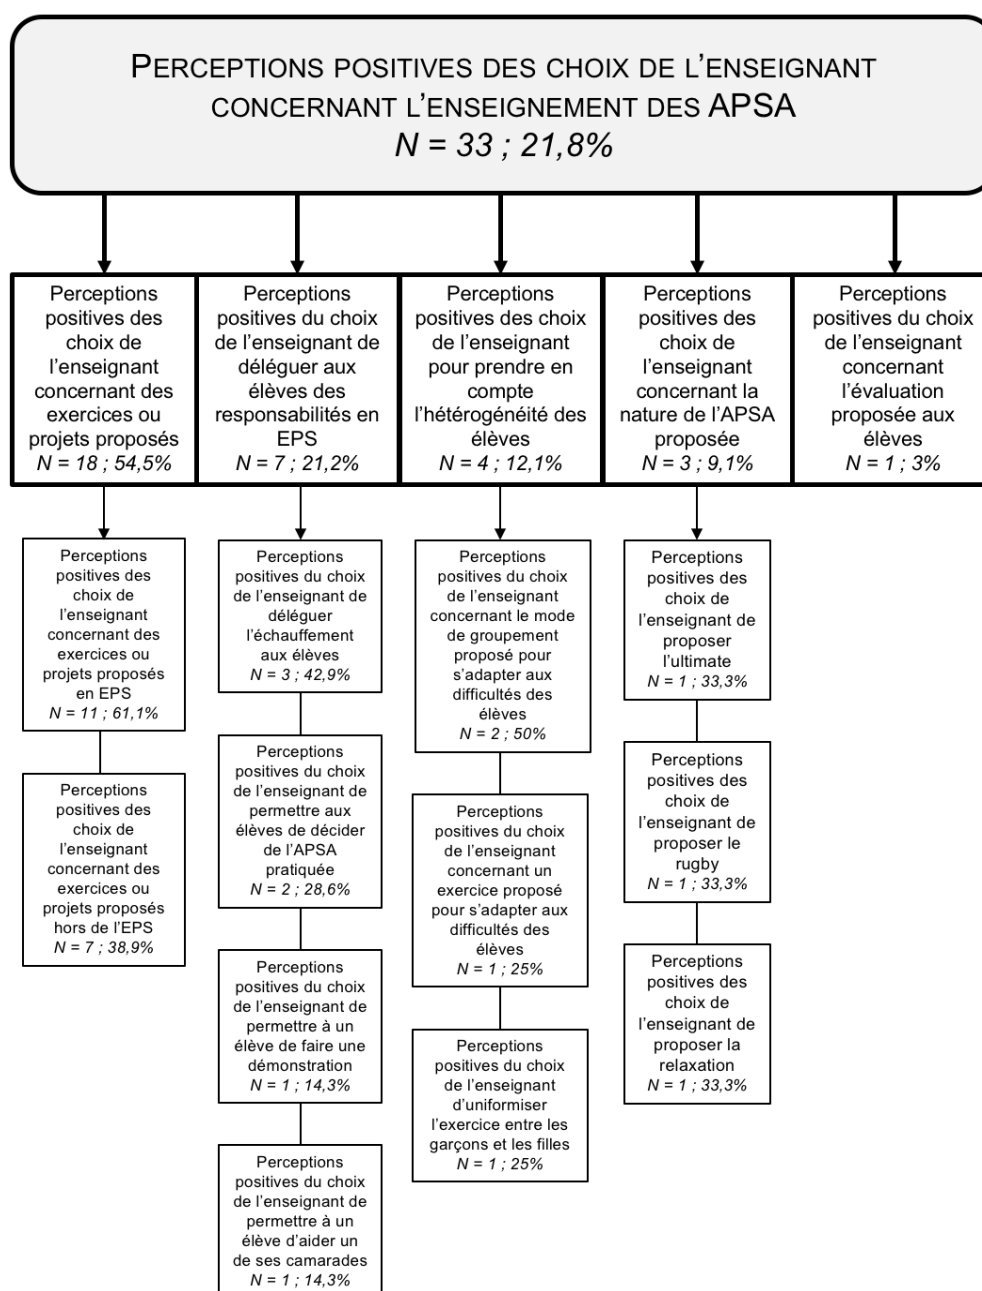 PERCEPTIONS POSITIVES DES CHOIX DE L'ENSEIGNANT
CONCERNANT L'ENSEIGNEMENT DES APSA
N = 33 ; 21,8%
Perceptions
positives des
choix de
l'enseignant
concernant des
exercices ou
projets proposés
N = 18 ; 54,5%
Perceptions
positives du choix
de l'enseignant de
déléguer aux
élèves des
responsabilités en
EPS
N = 7 ; 21,2%
Perceptions
positives des choix
de l'enseignant
pour prendre en
compte
l'hétérogénéité des
élèves
N = 4 ; 12,1%
Perceptions
positives des
choix de
l'enseignant
concernant la
nature de l'APSA
proposée
N = 3 ; 9,1%
Perceptions
positives du choix
de l'enseignant
concernant
l'évaluation
proposée aux
élèves
N = 1 ; 3%
Perceptions
positives des
choix de
l'enseignant
concernant des
exercices ou
projets proposés
en EPS
N = 11 ; 61,1%
Perceptions
positives des
choix de
l'enseignant
concernant des
exercices ou
projets proposés
hors de l'EPS
N = 7 ; 38,9%
Perceptions
positives du choix
de l'enseignant de
déléguer
l'échauffement
aux élèves
N = 3 ; 42,9%
Perceptions
positives du choix
de l'enseignant de
permettre aux
élèves de décider
de l'APSA
pratiquée
N = 2 ; 28,6%
Perceptions
positives du choix
de l'enseignant de
permettre à un
élève de faire une
démonstration
N = 1 ; 14,3%
Perceptions
positives du choix
de l'enseignant de
permettre à un
élève d'aider un
de ses camarades
N = 1 ; 14,3%
Perceptions
positives du choix
de l'enseignant
concernant le mode
de groupement
proposé pour
s'adapter aux
difficultés des
élèves
N = 2 ; 50%
Perceptions
positives du choix
de l'enseignant
concernant un
exercice proposé
pour s'adapter aux
difficultés des
élèves
N = 1 ; 25%
Perceptions
positives du choix
de l'enseignant
d'uniformiser
l'exercice entre les
garçons et les filles
N = 1 ; 25%
Perceptions
positives des
choix de
l'enseignant de
proposer
l'ultimate
N = 1 ; 33,3%
Perceptions
positives des
choix de
l'enseignant de
proposer le
rugby
N = 1 ; 33,3%
Perceptions
positives des
choix de
l'enseignant de
proposer la
relaxation
N = 1 ; 33,3%